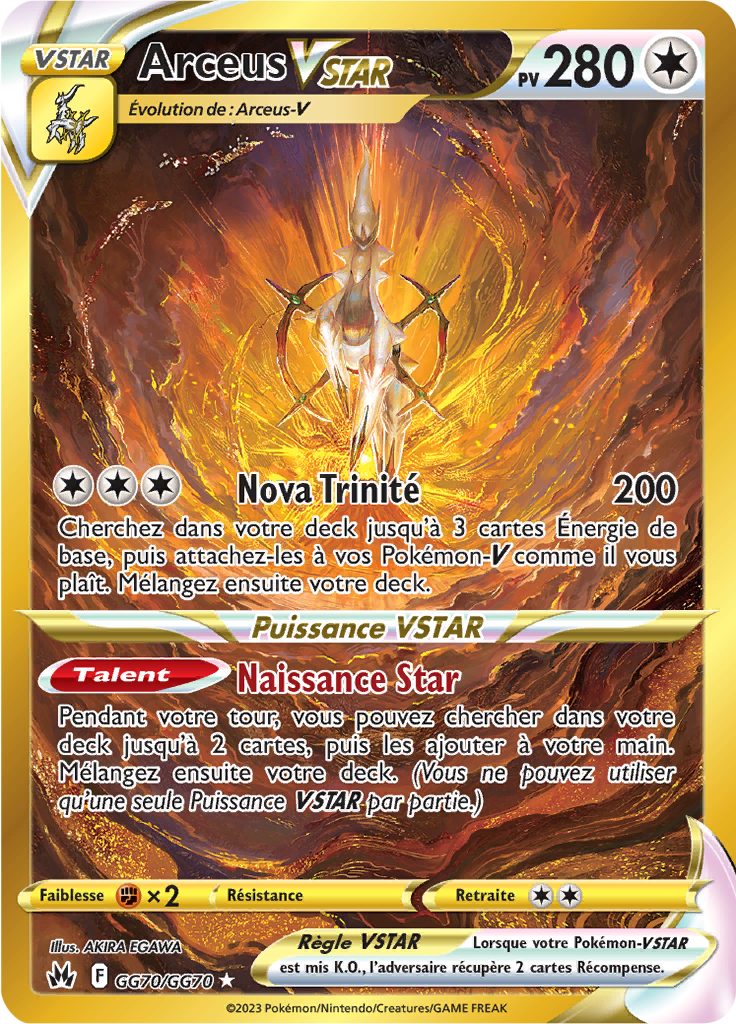 VSTAR
Arceus VSTAR
PV 280
Évolution de : Arceus-V
Nova Trinité 200
Cherchez dans votre deck jusqu'à 3 cartes Énergie de
base, puis attachez-les à vos Pokémon-V comme il vous
plaît. Mélangez ensuite votre deck.
Puissance VSTAR
Talent Naissance Star
Pendant votre tour, vous pouvez chercher dans votre
deck jusqu'à 2 cartes, puis les ajouter à votre main.
Mélangez ensuite votre deck. (Vous ne pouvez utiliser
qu'une seule Puissance VSTAR par partie.)
Faiblesse ×2 Résistance Retraite
Illus. AKIRA EGAWA
Règle VSTAR Lorsque votre Pokémon-VSTAR
est mis K.O., l'adversaire récupère 2 cartes Récompense.
F GG70/GG70 ★
©2023 Pokémon/Nintendo/Creatures/GAME FREAK